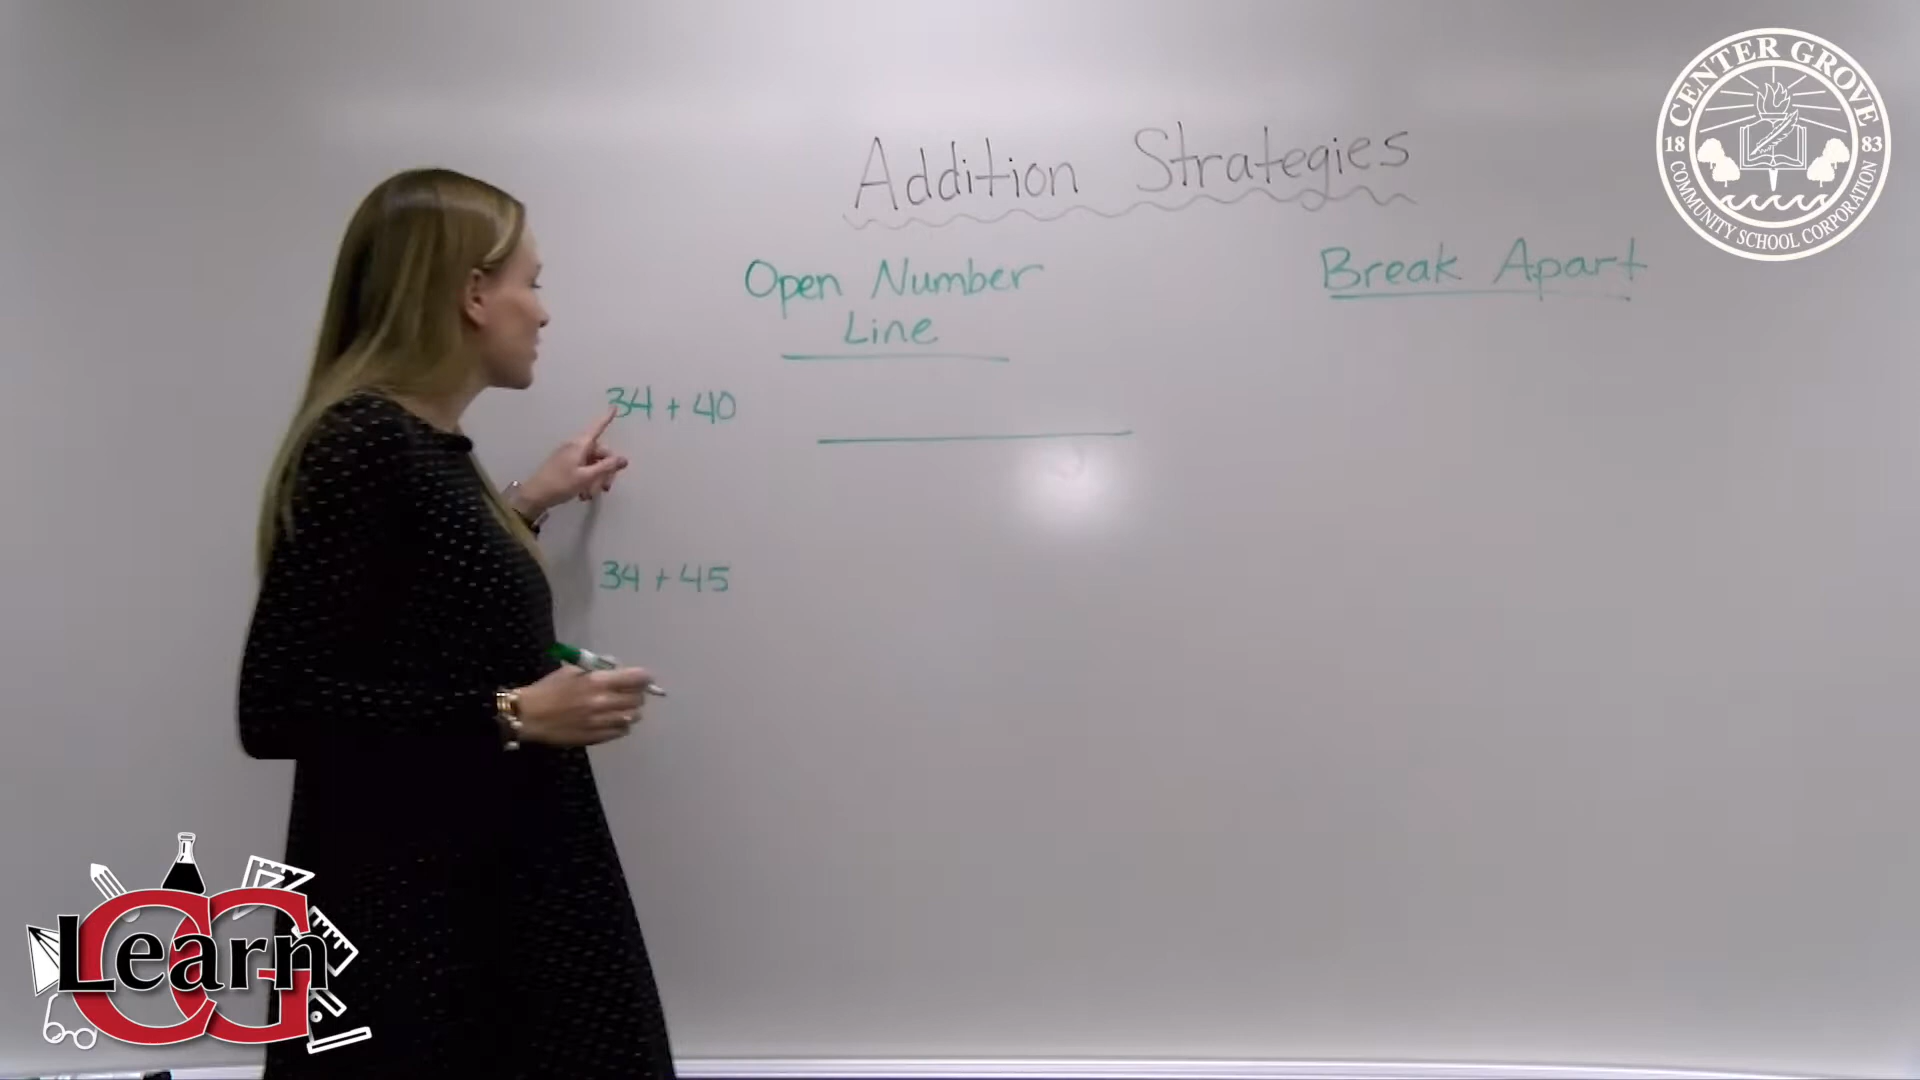 Addition Strategies
Open Number
Line
Break Apart
34 + 40
34 + 45
CENTER GROVE
18 83
COMMUNITY SCHOOL CORPORATION
CG
Learn